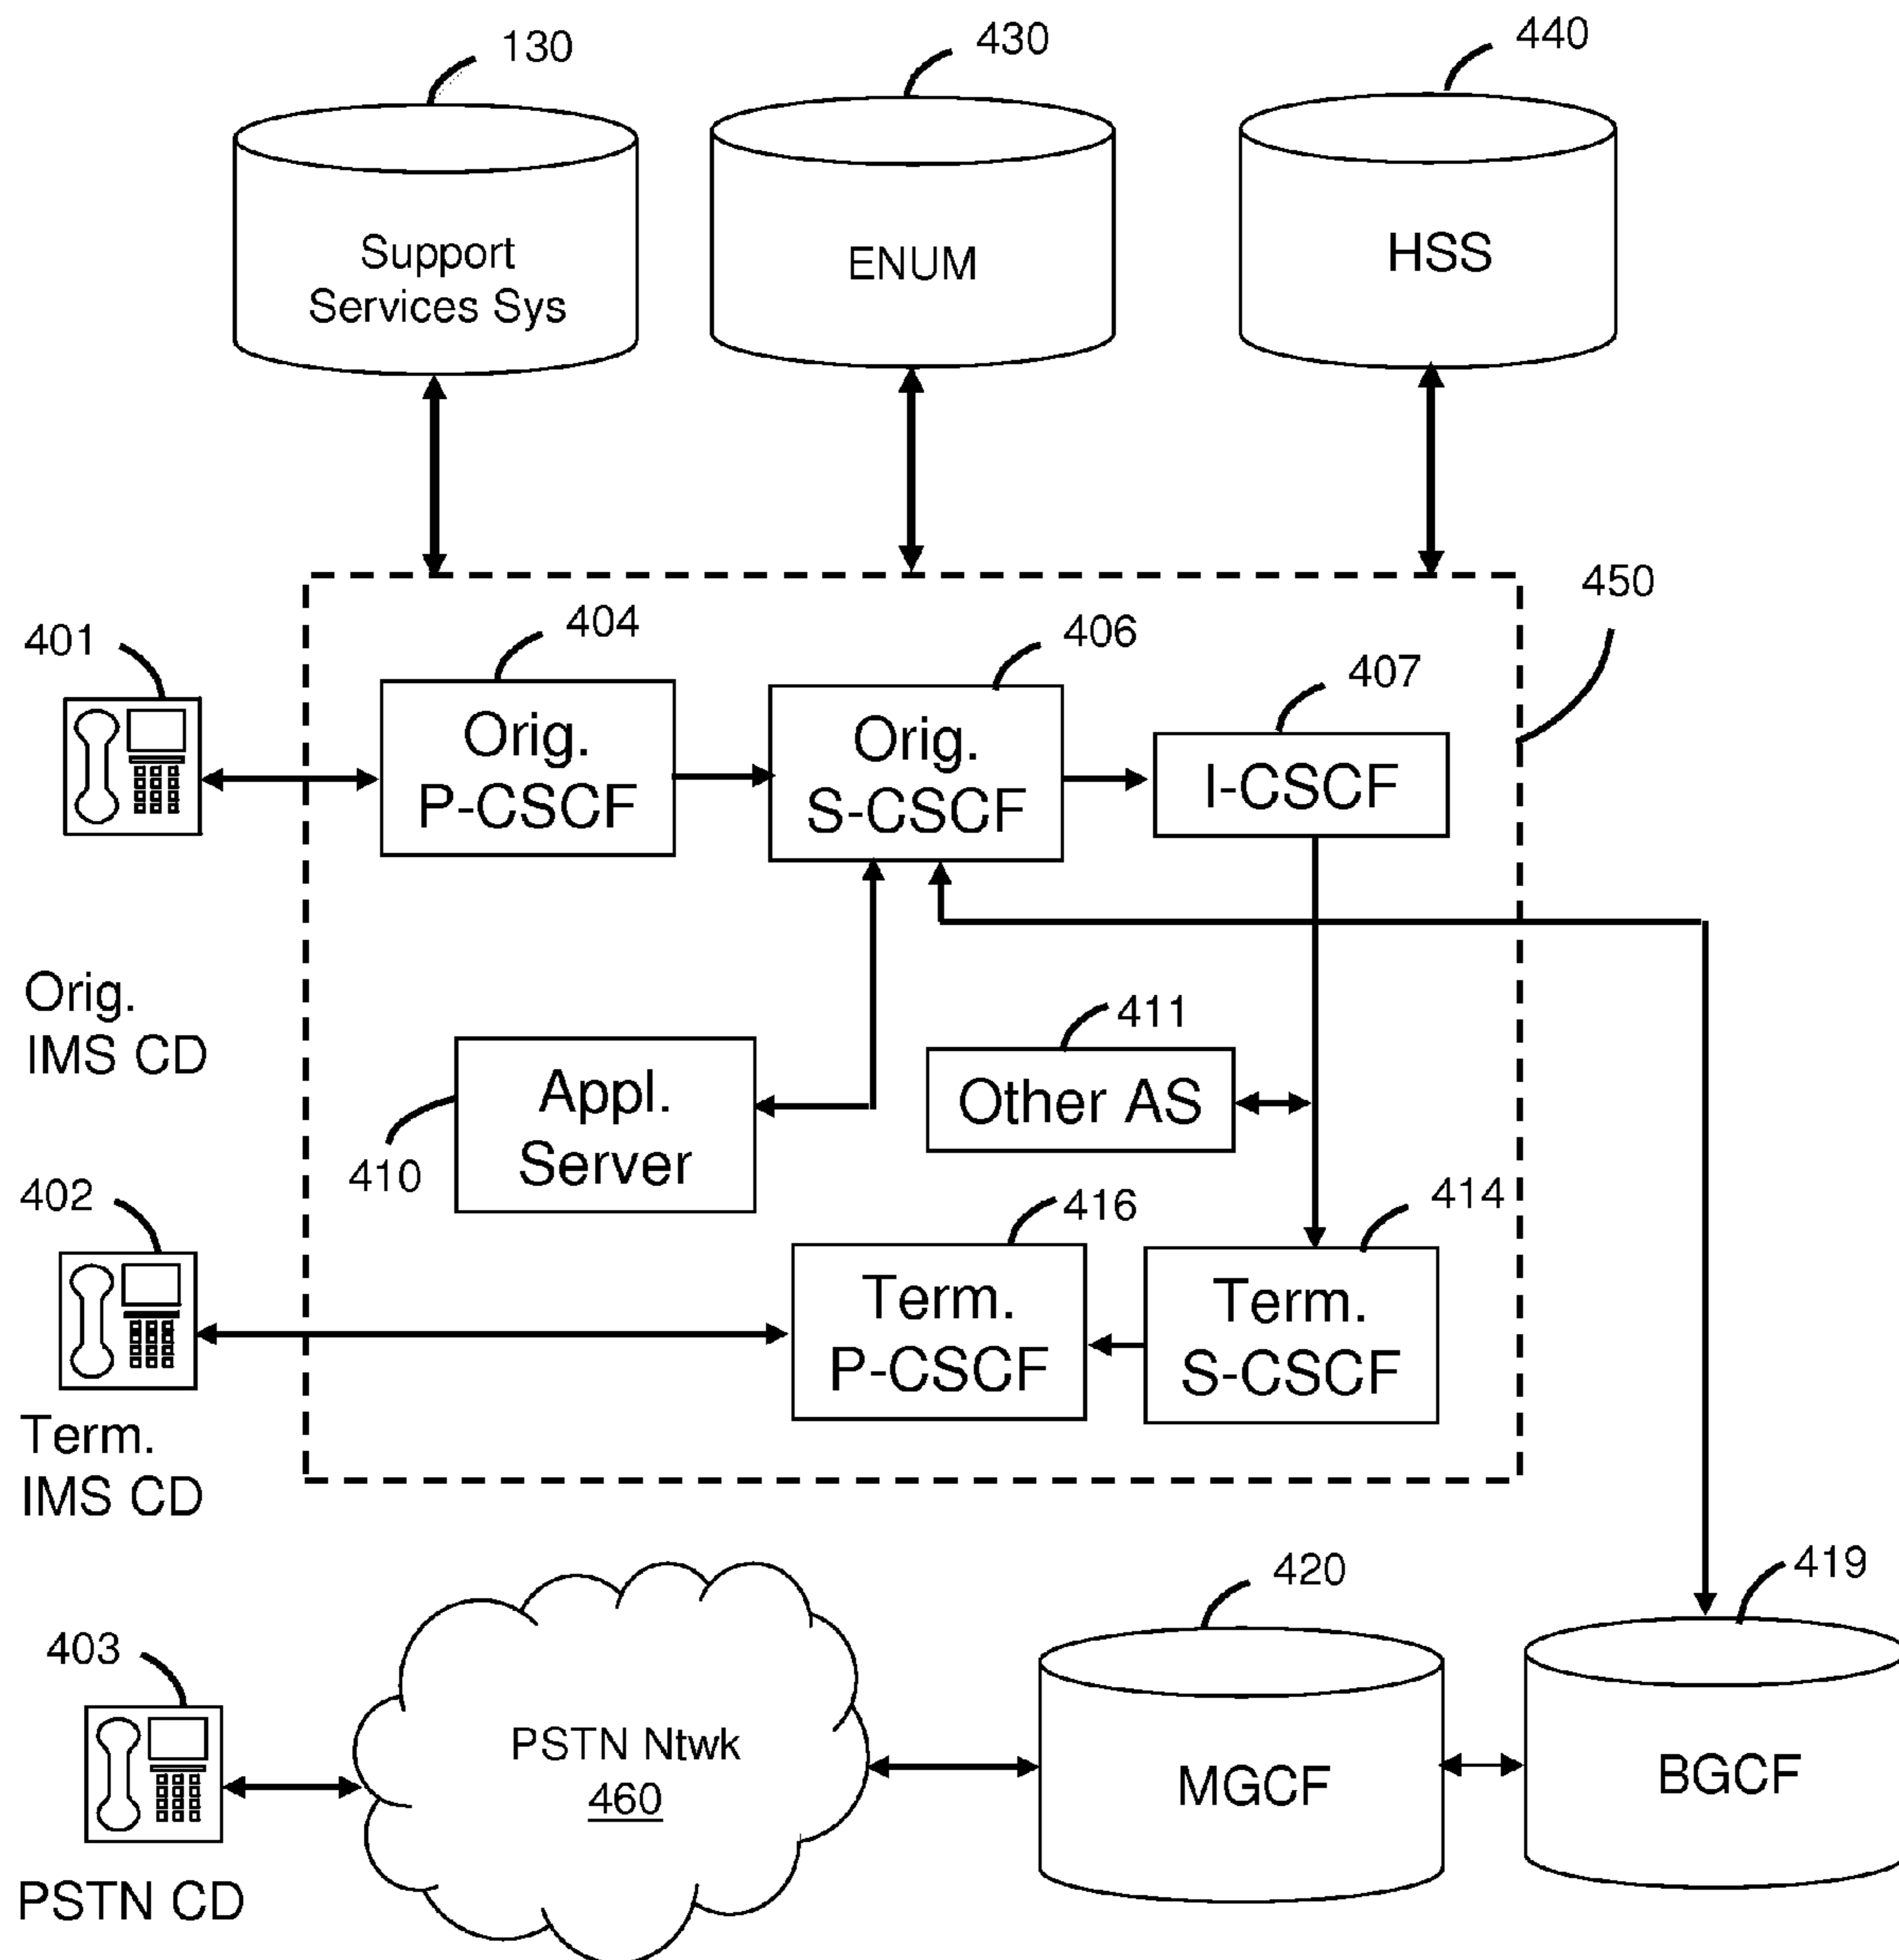 130
430
440
Support
Services Sys
ENUM
HSS
450
401
404
406
407
Orig.
P-CSCF
Orig.
S-CSCF
I-CSCF
Orig.
IMS CD
411
Appl.
Server
Other AS
410
402
416
414
Term.
P-CSCF
Term.
S-CSCF
Term.
IMS CD
420
419
403
PSTN Ntwk
460
MGCF
BGCF
PSTN CD